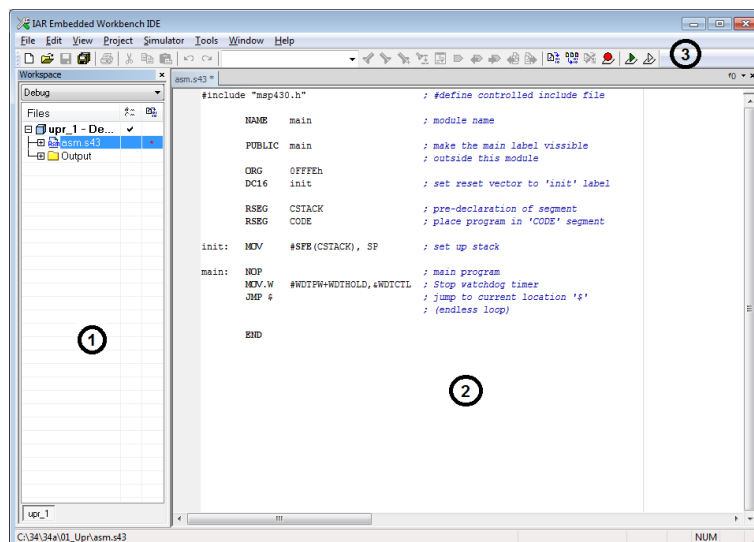 IAR Embedded Workbench IDE
File Edit View Project Simulator Tools Window Help
3
Workspace
asm.s43 *
f0
Debug
Files
upr_1 - De...
asm.s43
Output
#include "msp430.h" ; #define controlled include file
NAME main ; module name
PUBLIC main ; make the main label vissible
; outside this module
ORG 0FFFEh
DC16 init ; set reset vector to 'init' label
RSEG CSTACK ; pre-declaration of segment
RSEG CODE ; place program in 'CODE' segment
init: MOV #SFE(CSTACK), SP ; set up stack
main: NOP ; main program
MOV.W #WDTPW+WDTHOLD,&WDTCTL ; Stop watchdog timer
JMP $ ; jump to current location '$'
; (endless loop)
END
1
2
upr_1
C:\34\34a\01_Upr\asm.s43
NUM